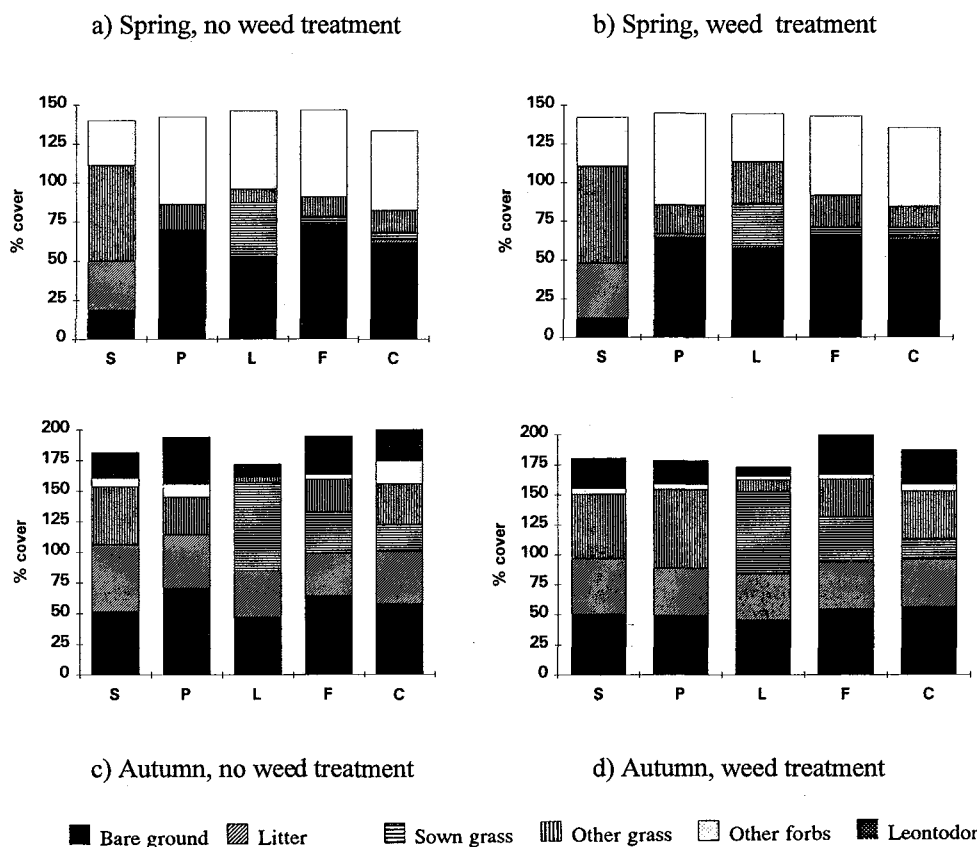 a) Spring, no weed treatment
b) Spring, weed treatment
150
125
100
75
50
25
0
% cover
S P L F C
150
125
100
75
50
25
0
% cover
S P L F C
200
175
150
125
100
75
50
25
0
% cover
S P L F C
200
175
150
125
100
75
50
25
0
% cover
S P L F C
c) Autumn, no weed treatment
d) Autumn, weed treatment
Bare ground Litter Sown grass Other grass Other forbs Leontodon